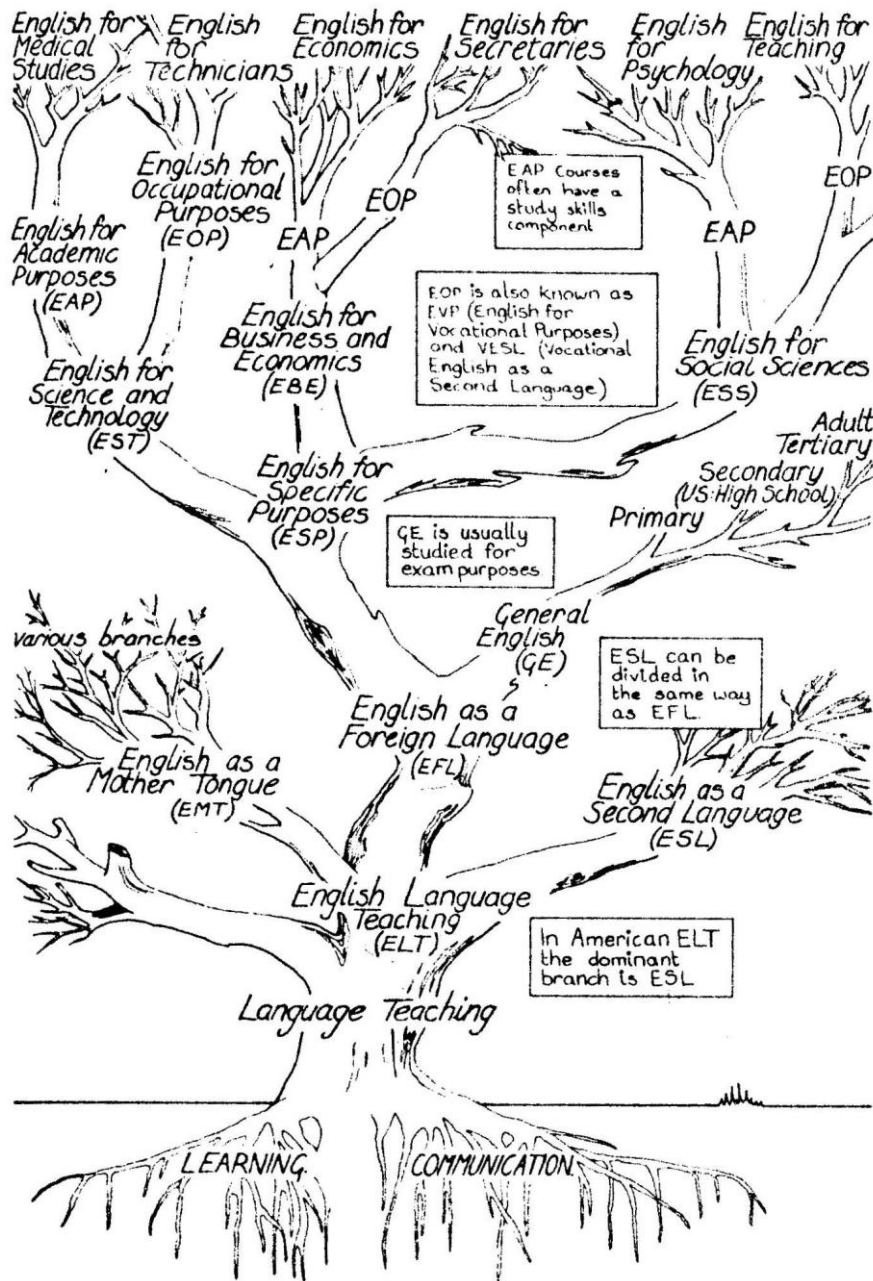 English for
Medical
Studies
English
for
Technicians
English for
Economics
English for
Secretaries
English
for
Psychology
English for
Teaching
English for
Occupational
Purposes
(EOP)
EAP Courses
often have a
study skills
component
EOP
EOP
English for
Academic
Purposes
(EAP)
EAP
EAP
EOP is also known as
EVP (English for
Vocational Purposes)
and VESL (Vocational
English as a
Second Language)
English for
Business and
Economics
(EBE)
English for
Social Sciences
(ESS)
English for
Science and
Technology
(EST)
Adult
Tertiary
Secondary
(US:High School)
Primary
English for
Specific
Purposes
(ESP)
GE is usually
studied for
exam purposes
General
English
(GE)
various branches
ESL can be
divided in
the same way
as EFL.
English as a
Foreign Language
(EFL)
English as a
Mother Tongue
(EMT)
English as a
Second Language
(ESL)
English Language
Teaching
(ELT)
In American ELT
the dominant
branch is ESL
Language Teaching
LEARNING
COMMUNICATION